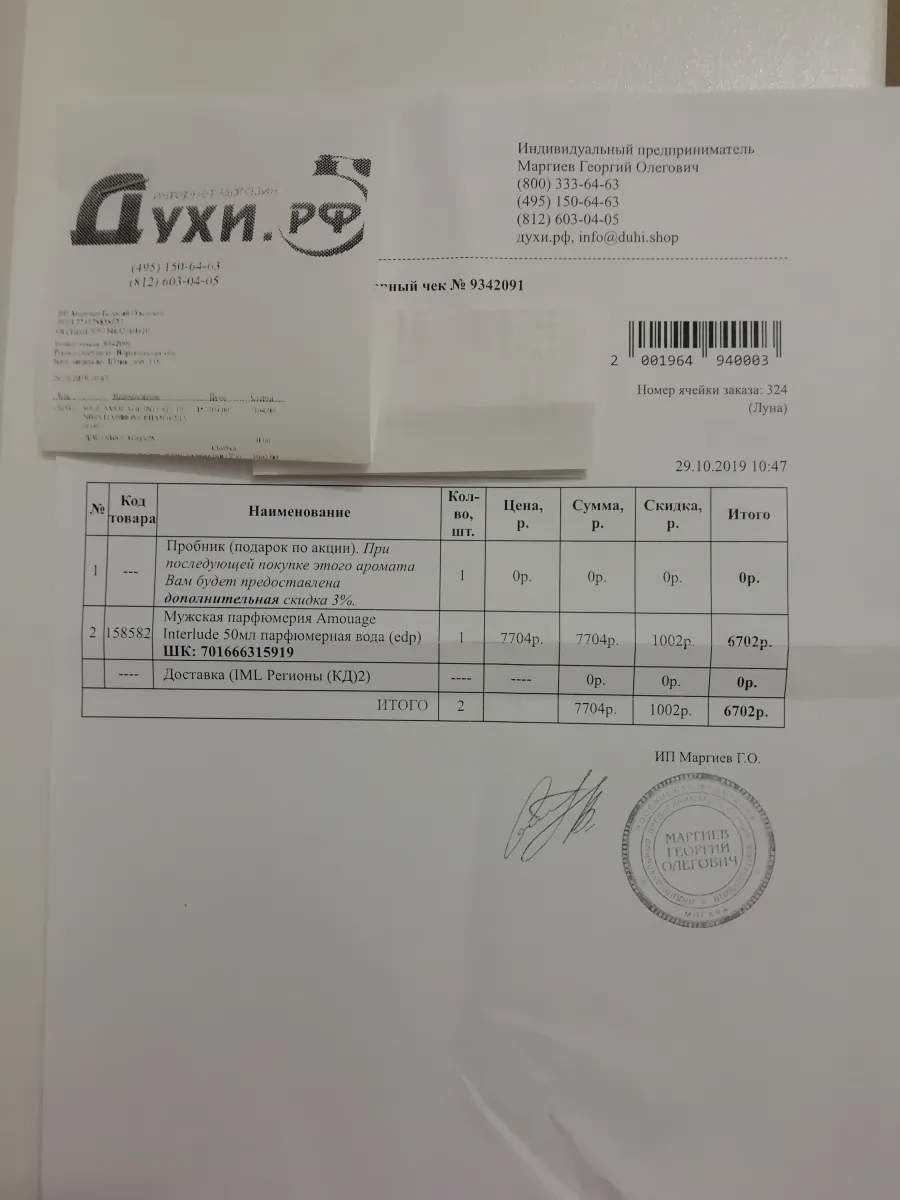 ИНТЕРНЕТ-МАГАЗИН
ДУХИ.РФ
(495) 150-64-63
(812) 603-04-05
Индивидуальный предприниматель
Маргиев Георгий Олегович
(800) 333-64-63
(495) 150-64-63
(812) 603-04-05
духи.рф, info@duhi.shop
рный чек № 9342091
2 001964 940003
Номер ячейки заказа: 324
(Луна)
29.10.2019 10:47
№ Код товара Наименование Кол-во, шт. Цена, р. Сумма, р. Скидка, р. Итого
1 --- Пробник (подарок по акции). При
последующей покупке этого аромата
Вам будет предоставлена
дополнительная скидка 3%. 1 0р. 0р. 0р. 0р.
2 158582 Мужская парфюмерия Amouage
Interlude 50мл парфюмерная вода (edp)
ШК: 701666315919 1 7704р. 7704р. 1002р. 6702р.
---- Доставка (IML Регионы (КД)2) ---- ---- 0р. 0р. 0р.
ИТОГО 2 7704р. 1002р. 6702р.
ИП Маргиев Г.О.
МАРГИЕВ
ГЕОРГИЙ
ОЛЕГОВИЧ
МОСКВА